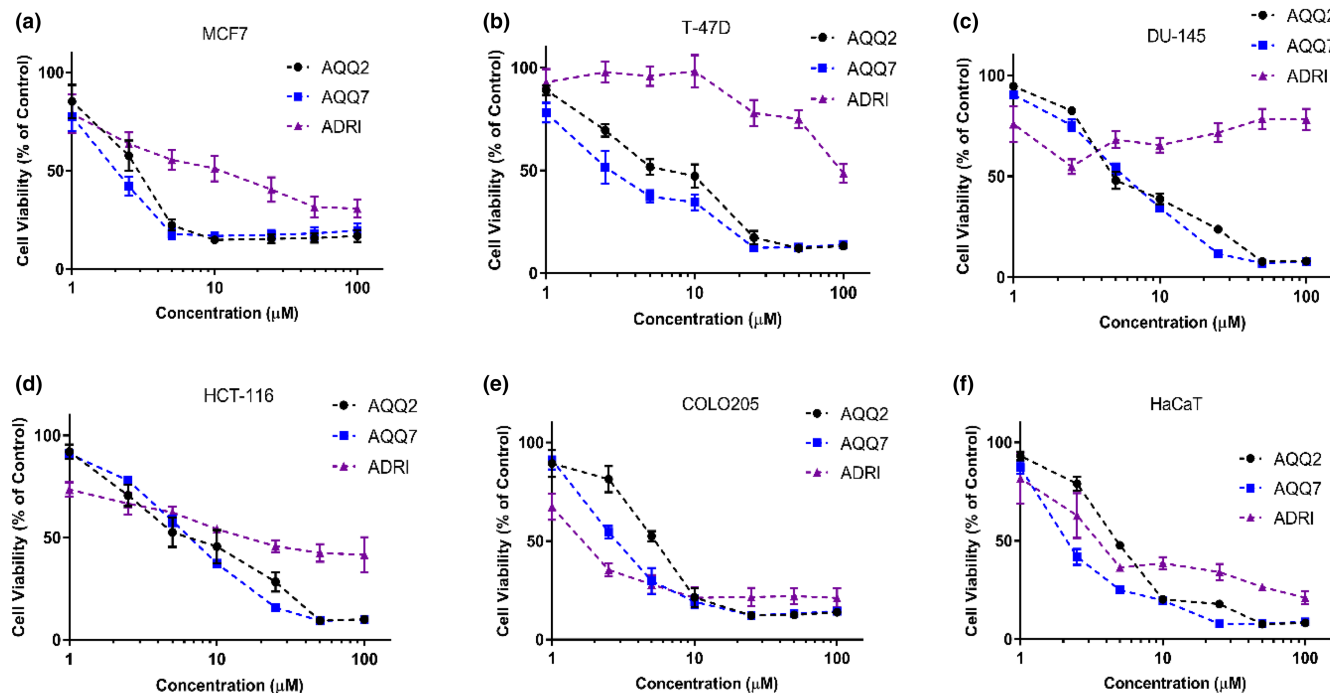 (a)
MCF7
AQQ2
AQQ7
ADRI
Cell Viability (% of Control)
100
50
0
1
10
100
Concentration (μM)
(b)
T-47D
AQQ2
AQQ7
ADRI
Cell Viability (% of Control)
100
50
0
1
10
100
Concentration (μM)
(c)
DU-145
AQQ2
AQQ7
ADRI
Cell Viability (% of Control)
100
50
0
1
10
100
Concentration (μM)
(d)
HCT-116
AQQ2
AQQ7
ADRI
Cell Viability (% of Control)
100
50
0
1
10
100
Concentration (μM)
(e)
COLO205
AQQ2
AQQ7
ADRI
Cell Viability (% of Control)
100
50
0
1
10
100
Concentration (μM)
(f)
HaCaT
AQQ2
AQQ7
ADRI
Cell Viability (% of Control)
100
50
0
1
10
100
Concentration (μM)